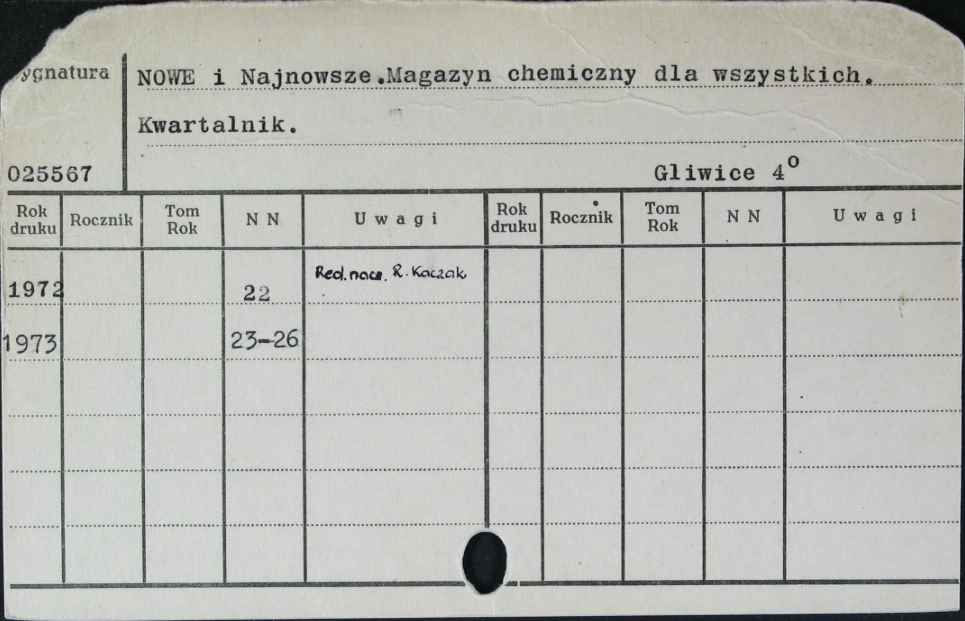 ygnatura
NOWE i Najnowsze.Magazyn chemiczny dla wszystkich.
Kwartalnik.
025567
Gliwice 4⁰
Rok druku Rocznik Tom Rok N N U w a g i Rok druku Rocznik Tom Rok N N U w a g i
1972 22 Red. nacz. R. Kaczak
1973 23-26